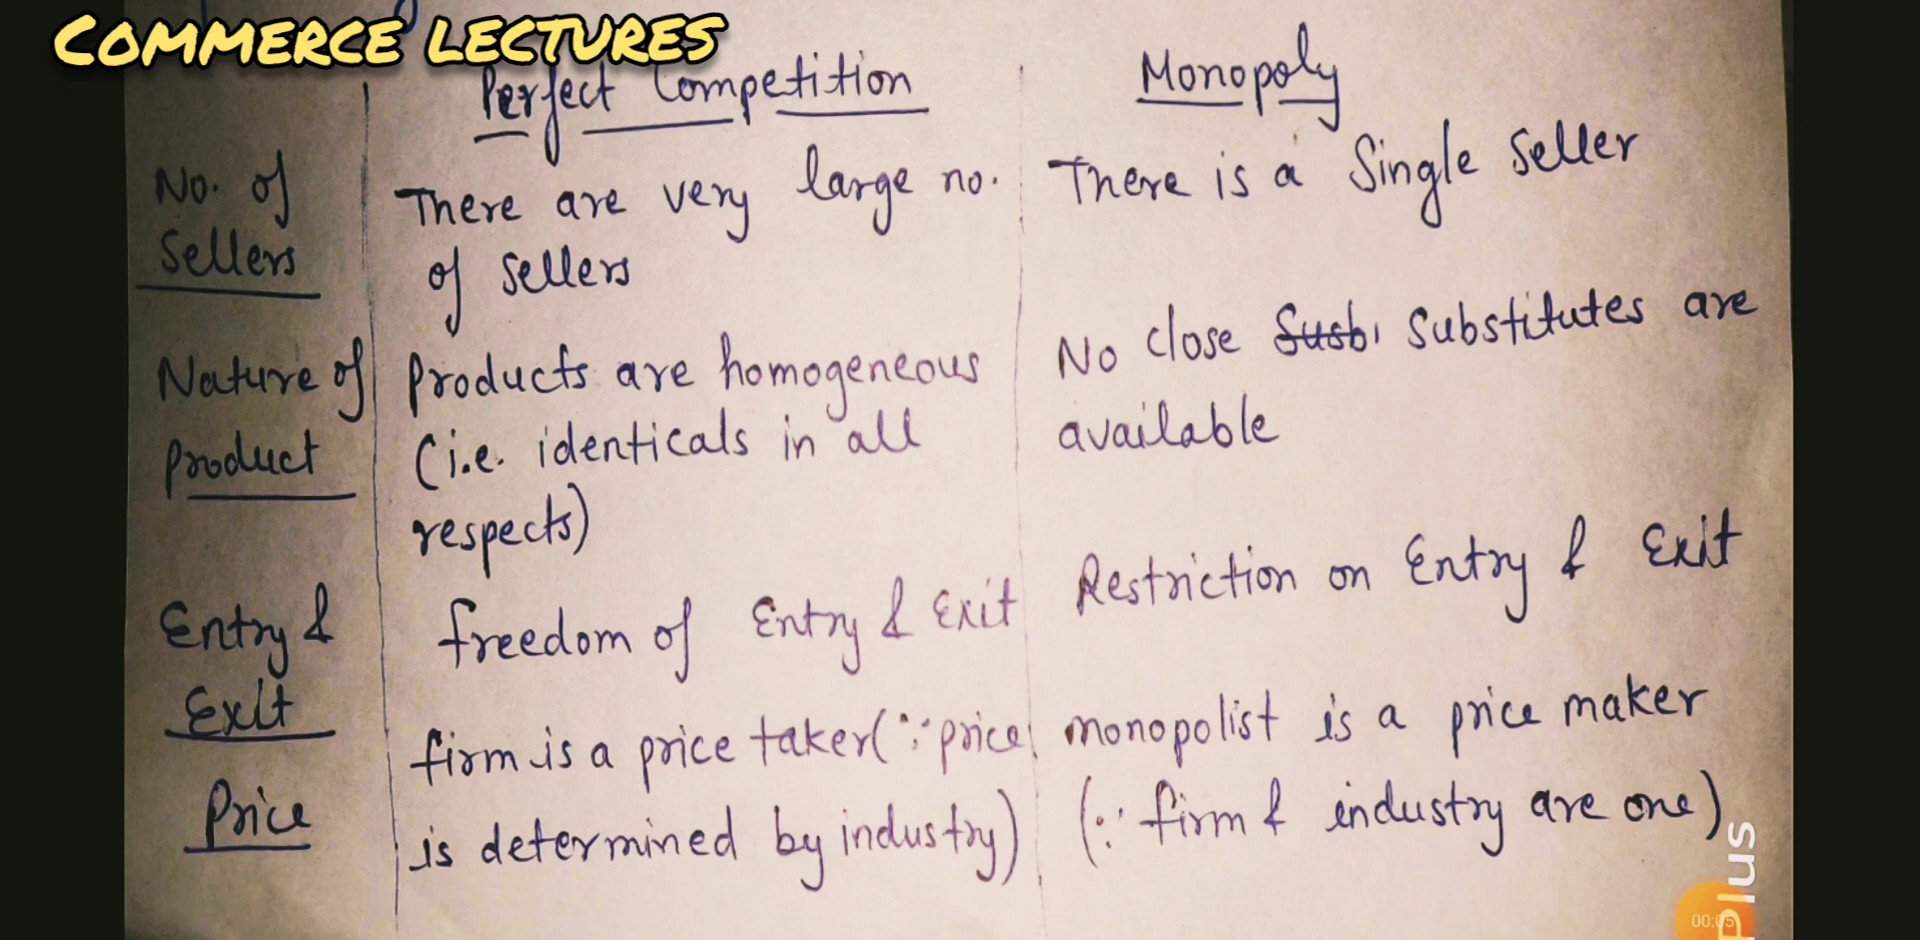 COMMERCE LECTURES
Perfect Competition
Monopoly
No. of
Sellers
There are very large no.
of sellers
There is a Single Seller
Nature of
Product
Products are homogeneous
(i.e. identicals in all
respects)
No close Susb. Substitutes are
available
Entry &
Exit
freedom of Entry & Exit
Restriction on Entry & Exit
Price
firm is a price taker(∵ price
is determined by industry)
monopolist is a price maker
(∵ firm & industry are one)
plus
00:05